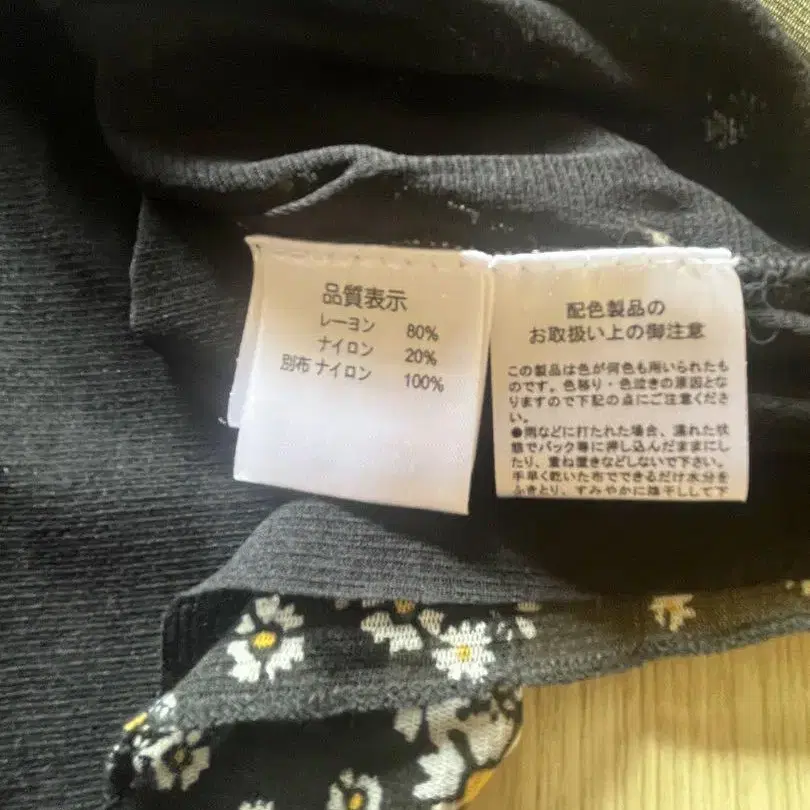 品質表示
レーヨン 80%
ナイロン 20%
別布 ナイロン 100%
配色製品の
お取扱い上の御注意
この製品は色が何色も用いられたも
のです。色移り・色泣きの原因とな
りますので下記の点にご注意くださ
い。
●雨などに打たれた場合、濡れた状
態でパック等に押し込んだままにし
たり、重ね置きなどしないで下さい。
手早く乾いた布でできるだけ水分を
ふきとり、すみやかに陰干しして下